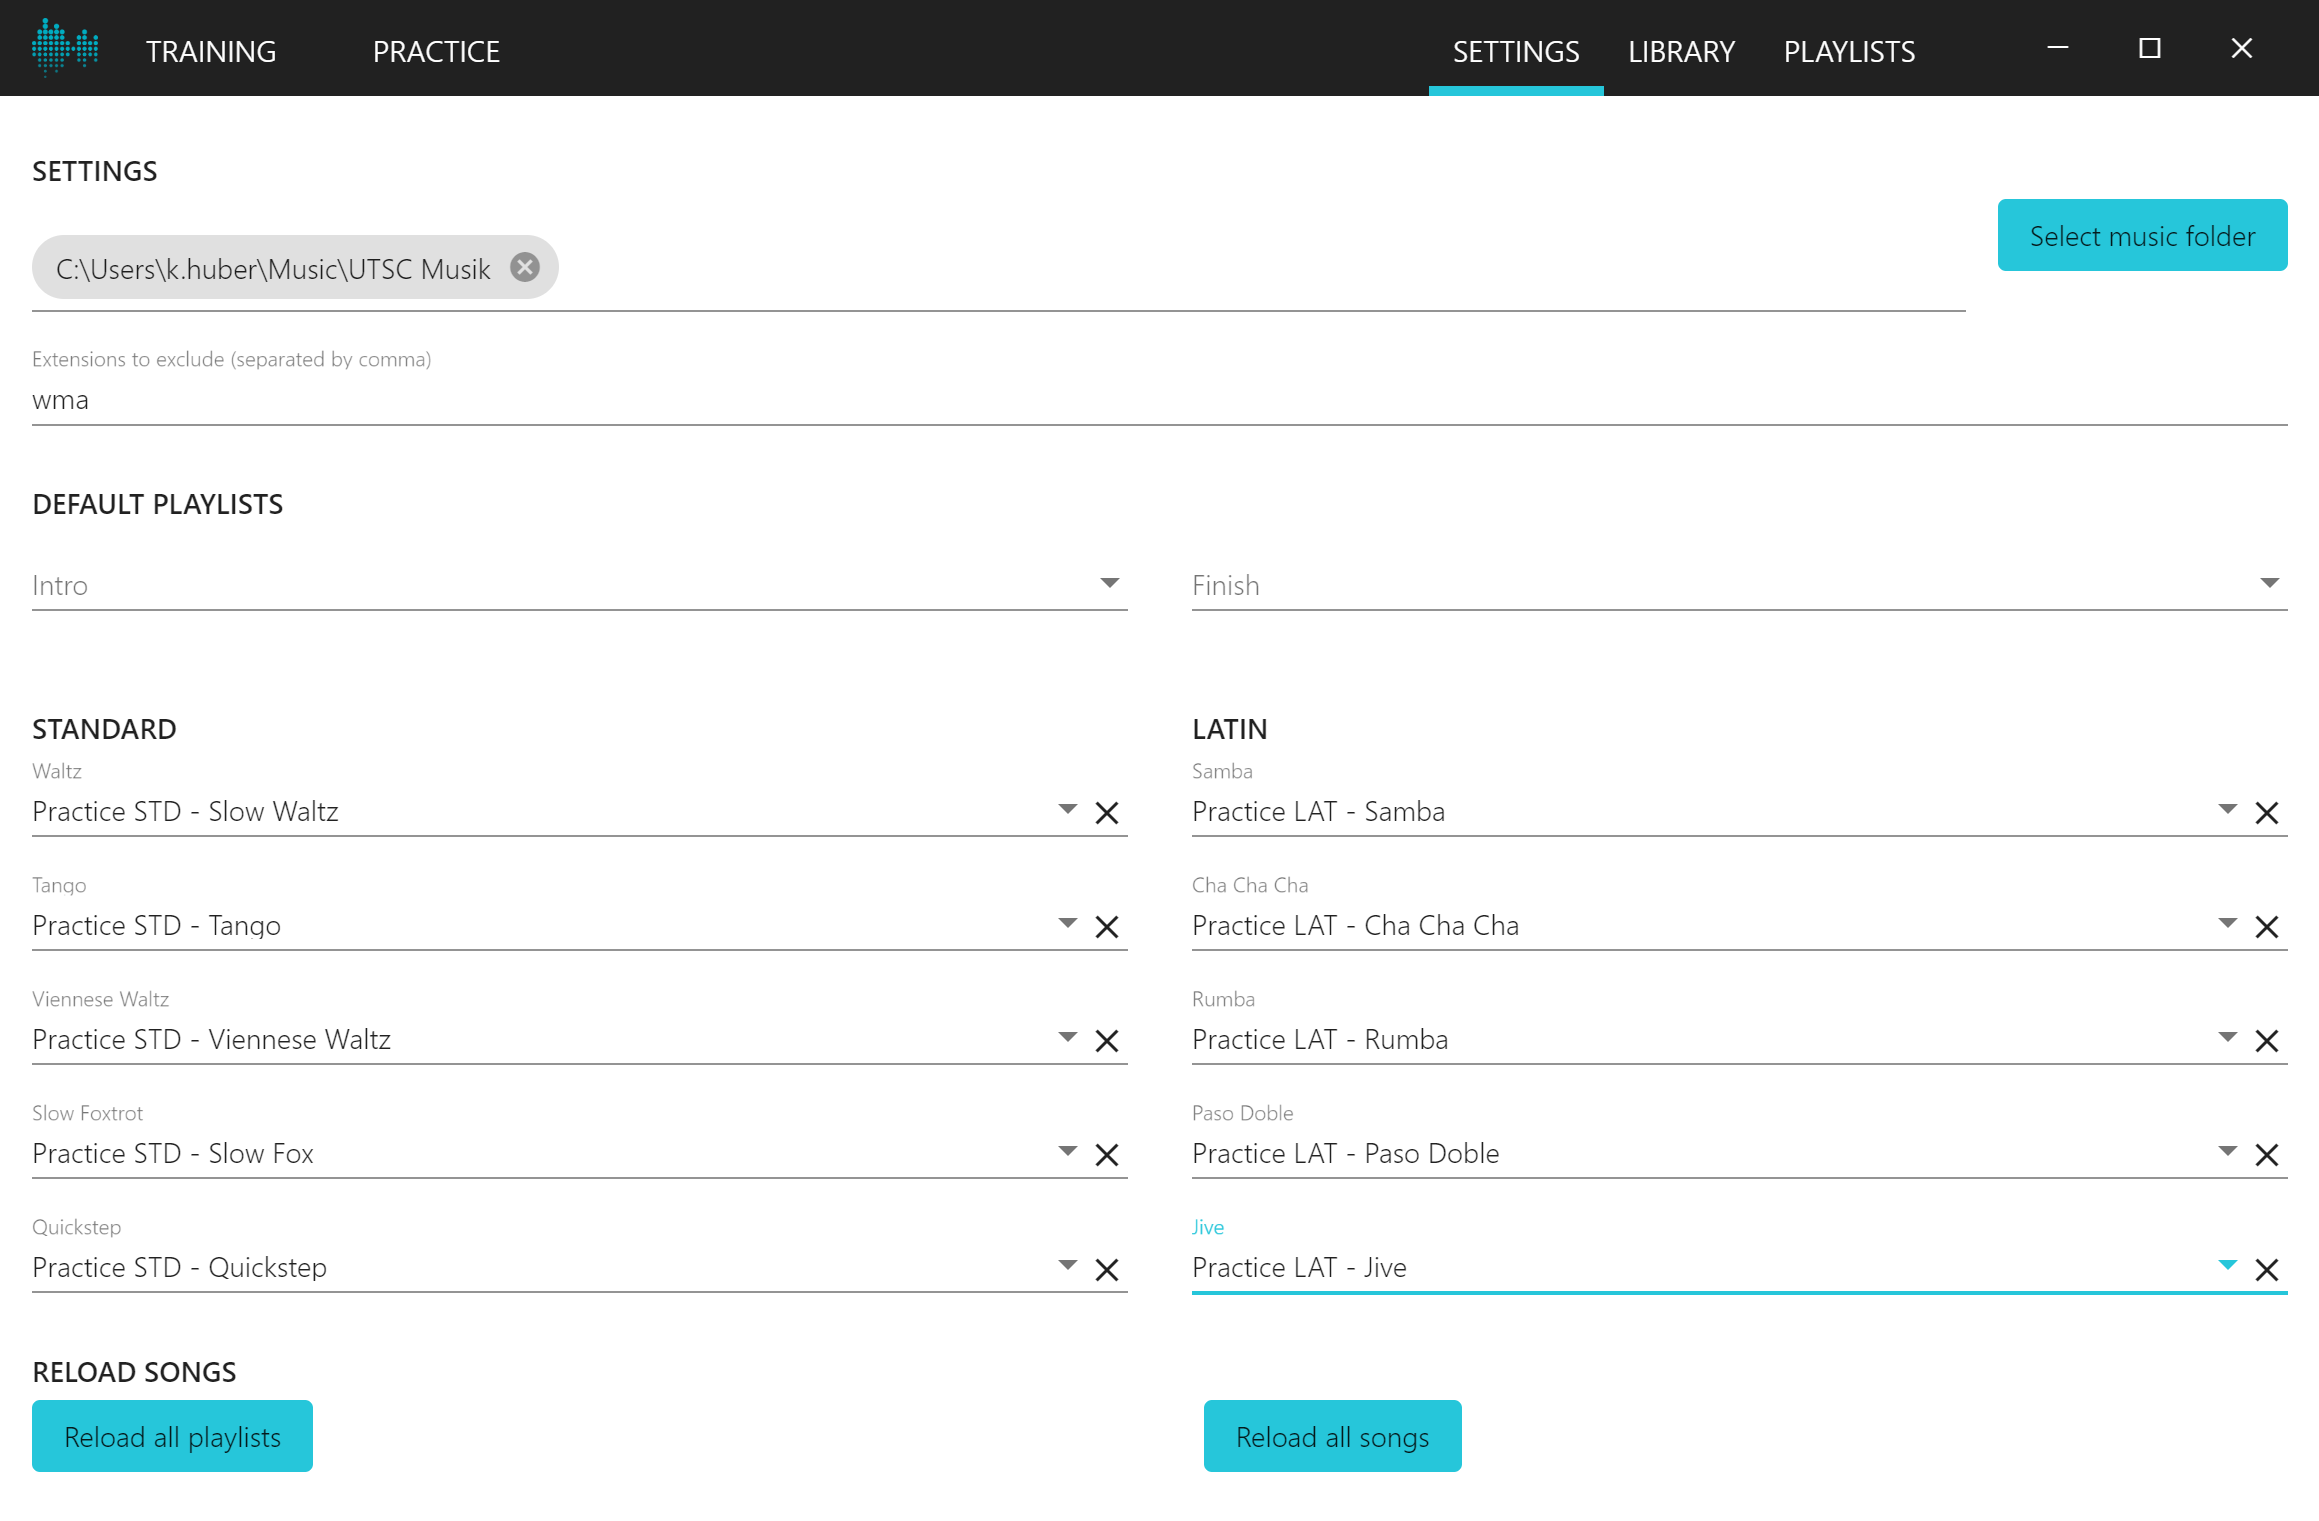 TRAINING PRACTICE SETTINGS LIBRARY PLAYLISTS
SETTINGS
Select music folder
C:\Users\k.huber\Music\UTSC Musik
Extensions to exclude (separated by comma)
wma
DEFAULT PLAYLISTS
Intro
Finish
STANDARD
Waltz
Practice STD - Slow Waltz
Tango
Practice STD - Tango
Viennese Waltz
Practice STD - Viennese Waltz
Slow Foxtrot
Practice STD - Slow Fox
Quickstep
Practice STD - Quickstep
LATIN
Samba
Practice LAT - Samba
Cha Cha Cha
Practice LAT - Cha Cha Cha
Rumba
Practice LAT - Rumba
Paso Doble
Practice LAT - Paso Doble
Jive
Practice LAT - Jive
RELOAD SONGS
Reload all playlists
Reload all songs